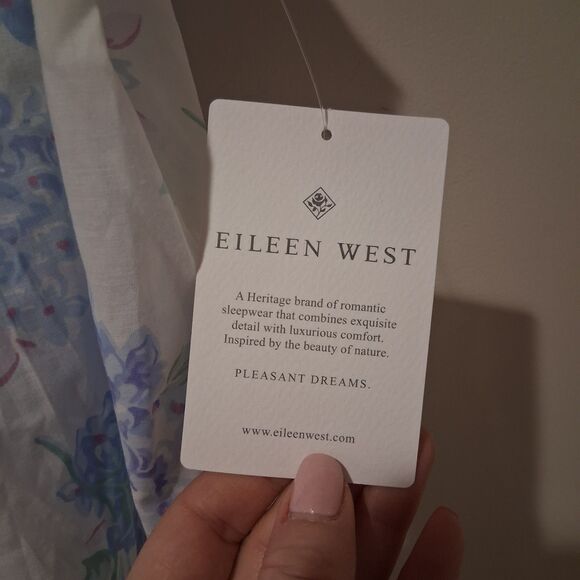 EILEEN WEST
A Heritage brand of romantic
sleepwear that combines exquisite
detail with luxurious comfort.
Inspired by the beauty of nature.
PLEASANT DREAMS.
www.eileenwest.com